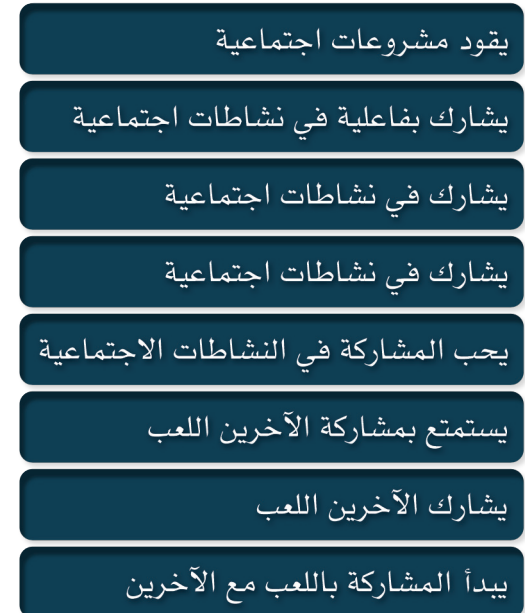 يقود مشروعات اجتماعية
يشارك بفاعلية في نشاطات اجتماعية
يشارك في نشاطات اجتماعية
يشارك في نشاطات اجتماعية
يحب المشاركة في النشاطات الاجتماعية
يستمتع بمشاركة الآخرين اللعب
يشارك الآخرين اللعب
يبدأ المشاركة باللعب مع الآخرين